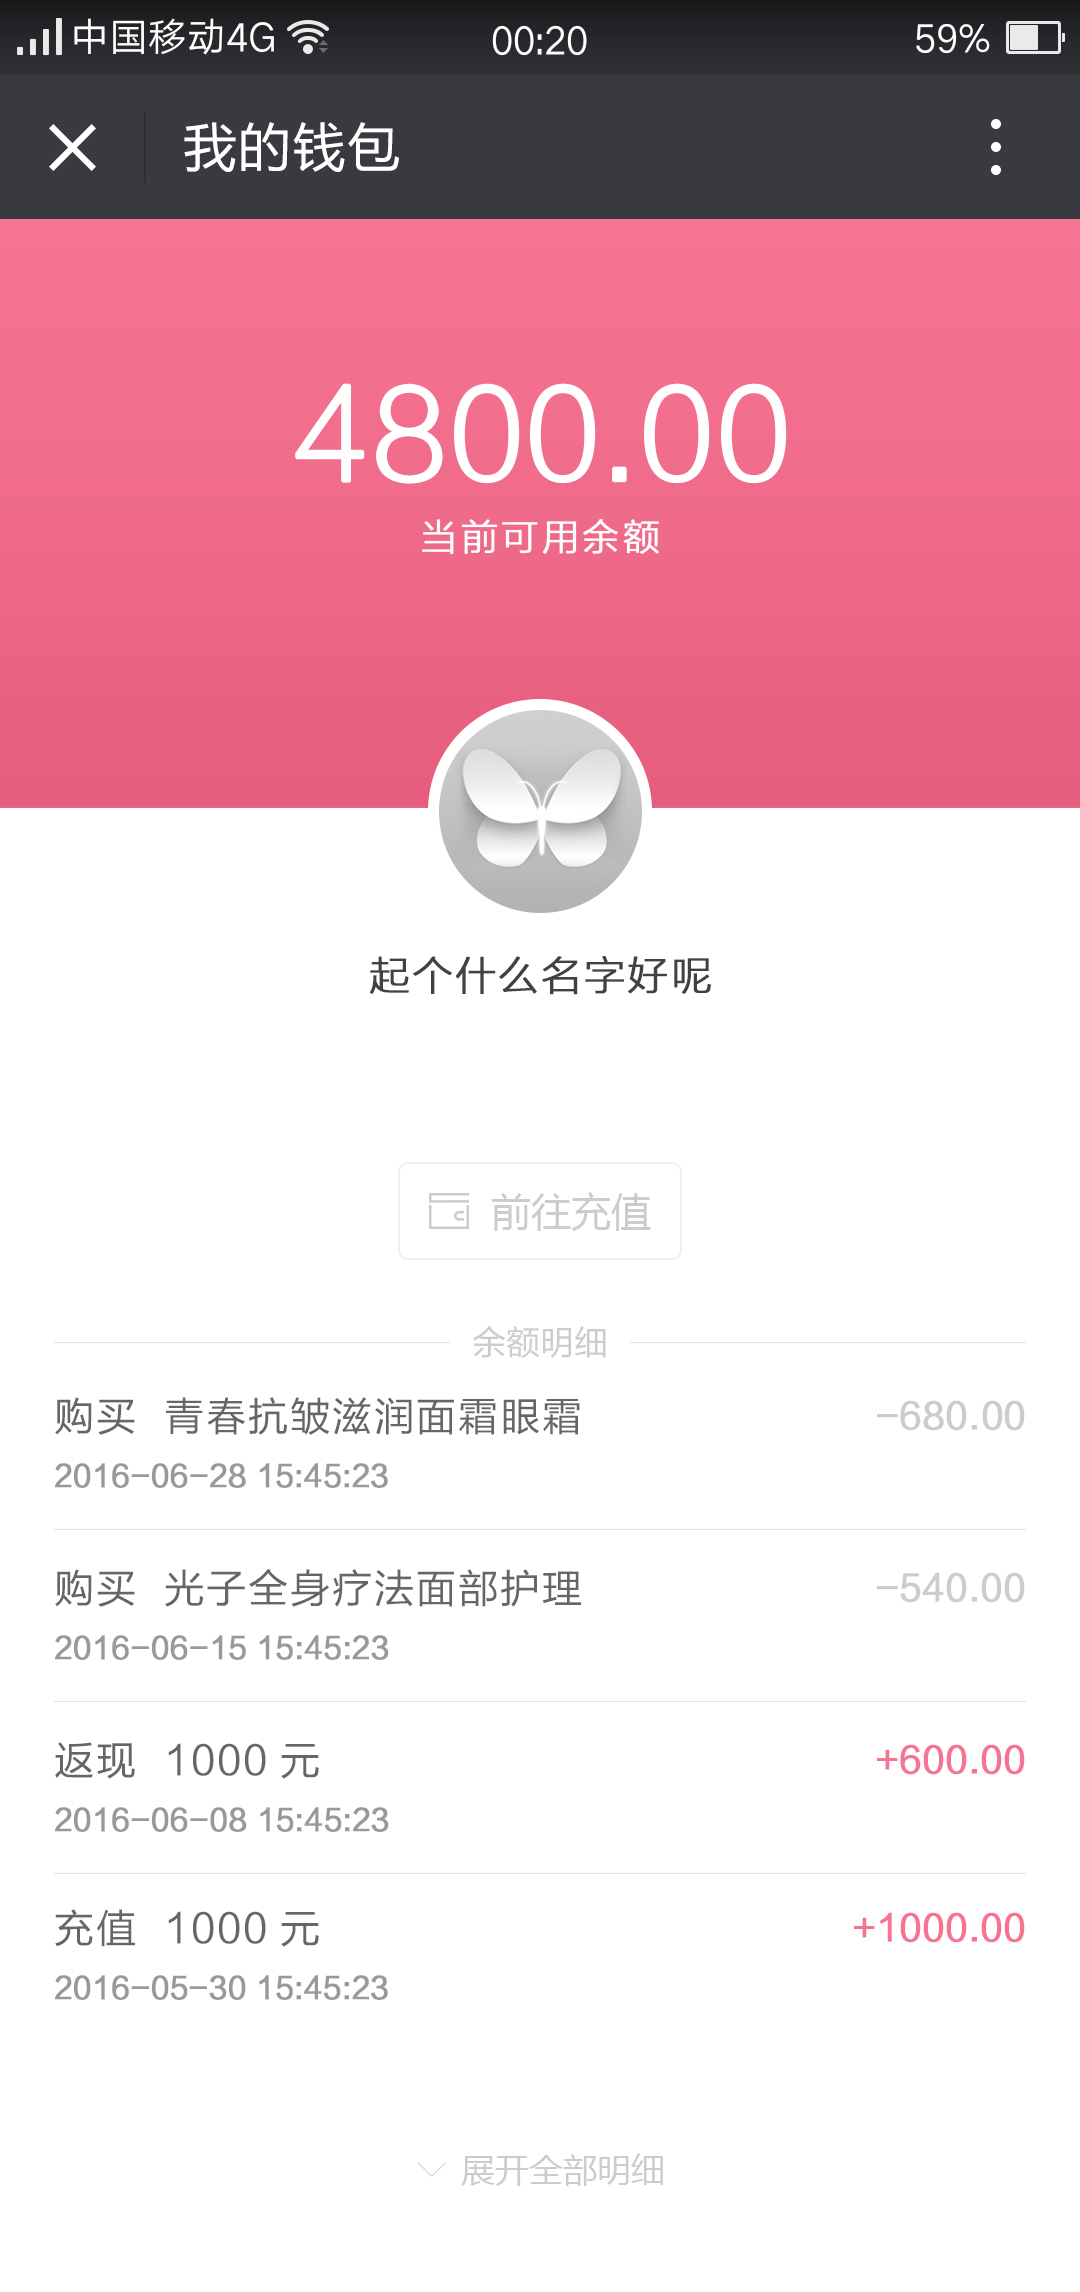 中国移动4G 00:20 59%
我的钱包
4800.00
当前可用余额
起个什么名字好呢
前往充值
余额明细
购买 青春抗皱滋润面霜眼霜 -680.00
2016-06-28 15:45:23
购买 光子全身疗法面部护理 -540.00
2016-06-15 15:45:23
返现 1000 元 +600.00
2016-06-08 15:45:23
充值 1000 元 +1000.00
2016-05-30 15:45:23
展开全部明细